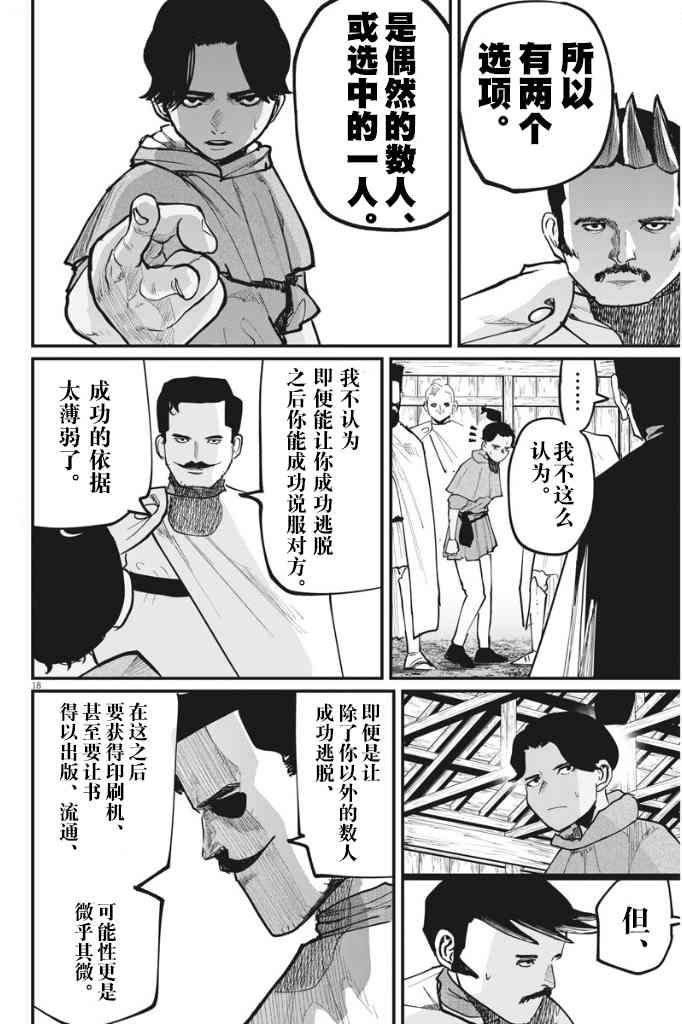 所以
有两个
选项。
是偶然的数人、
或选中的一人。
……
我不这么
认为。
我不认为
即便能让你成功逃脱
之后你能成功说服对方。
成功的依据
太薄弱了。
但、
即便是让
除了你以外的数人
成功逃脱、
在这之后
要获得印刷机、
甚至要让书
得以出版、流通、
可能性更是
微乎其微。
18